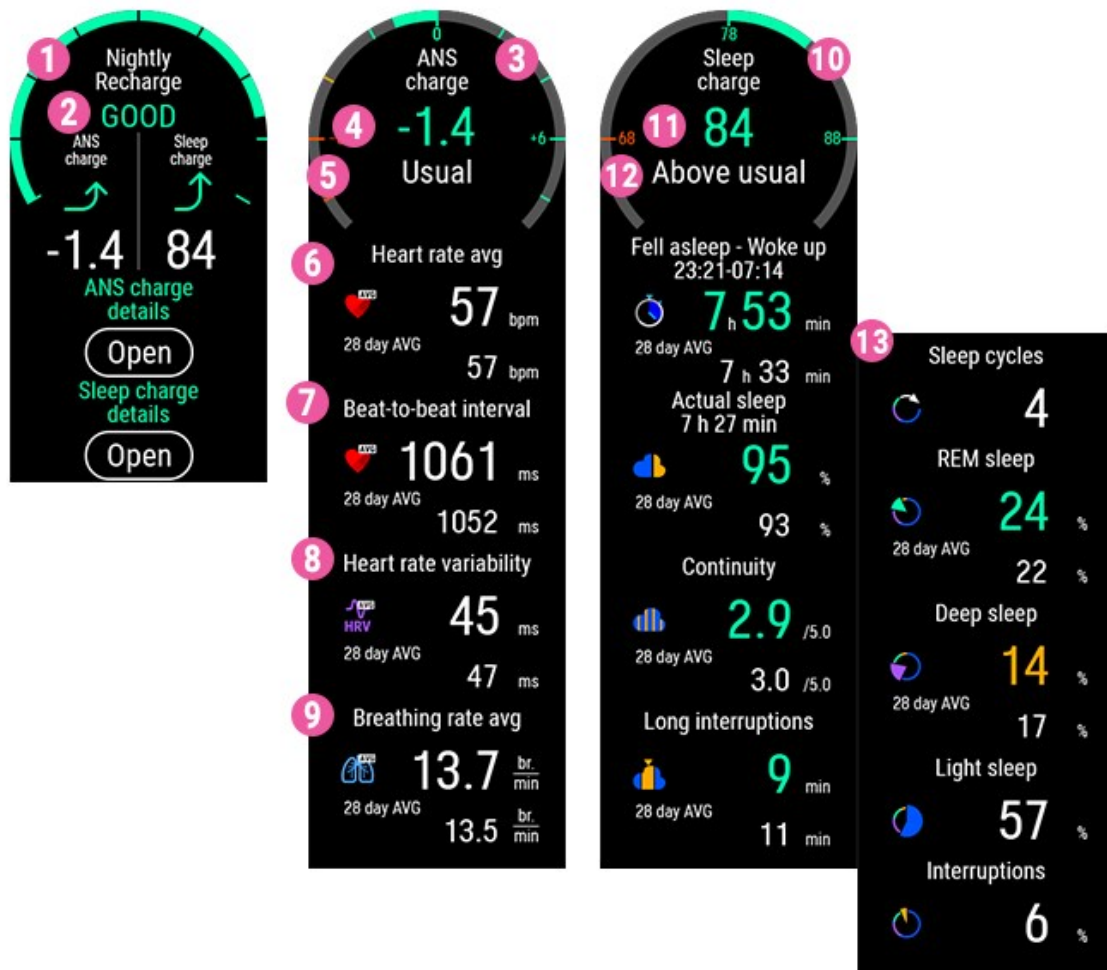 1
Nightly
Recharge
2
GOOD
ANS
charge
Sleep
charge
-1.4
84
ANS charge
details
Open
Sleep charge
details
Open
0
ANS
charge
3
4
-1.4
+6
5
Usual
6
Heart rate avg
AVG
57 bpm
28 day AVG
57 bpm
7
Beat-to-beat interval
AVG
1061 ms
28 day AVG
1052 ms
8
Heart rate variability
AVG
HRV
45 ms
28 day AVG
47 ms
9
Breathing rate avg
AVG
13.7 br.
min
28 day AVG
13.5 br.
min
78
Sleep
charge
10
68
11
84
88
12
Above usual
Fell asleep - Woke up
23:21-07:14
7 h 53 min
28 day AVG
7 h 33 min
Actual sleep
7 h 27 min
95 %
28 day AVG
93 %
Continuity
2.9 /5.0
28 day AVG
3.0 /5.0
Long interruptions
9 min
28 day AVG
11 min
13
Sleep cycles
4
REM sleep
24 %
28 day AVG
22 %
Deep sleep
14 %
28 day AVG
17 %
Light sleep
57 %
Interruptions
6 %